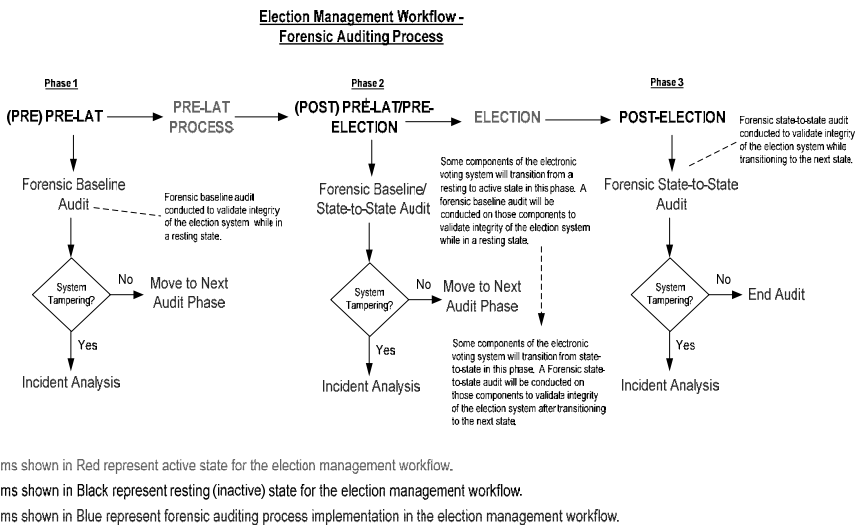 Election Management Workflow -
Forensic Auditing Process
Phase 1
(PRE) PRE-LAT
PRE-LAT
PROCESS
Phase 2
(POST) PRE-LAT/PRE-
ELECTION
ELECTION
Phase 3
POST-ELECTION
Forensic state-to-state audit
conducted to validate integrity
of the election system while
transitioning to the next state.
Forensic Baseline
Audit
Forensic baseline audit
conducted to validate integrity
of the election system while in
a resting state.
Forensic Baseline/
State-to-State Audit
Some components of the electronic
voting system will transition from a
resting to active state in this phase. A
forensic baseline audit will be
conducted on those components to
validate integrity of the election system
while in a resting state.
Forensic State-to-State
Audit
System
Tampering?
No
Move to Next
Audit Phase
Yes
Incident Analysis
System
Tampering?
No
Move to Next
Audit Phase
Yes
Incident Analysis
Some components of the electronic
voting system will transition from state-
to-state in this phase. A Forensic state-
to-state audit will be conducted on
those components to validate integrity
of the election system after transitioning
to the next state.
System
Tampering?
No
End Audit
Yes
Incident Analysis
ms shown in Red represent active state for the election management workflow.
ms shown in Black represent resting (inactive) state for the election management workflow.
ms shown in Blue represent forensic auditing process implementation in the election management workflow.